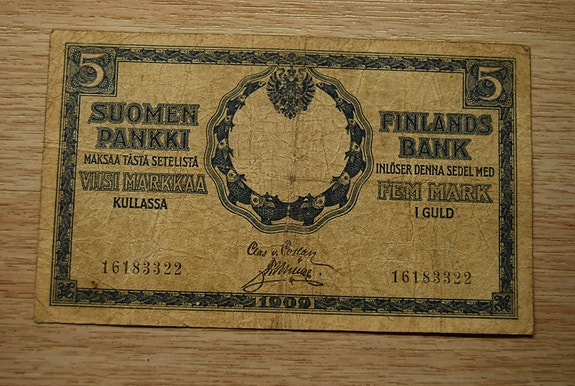 5
5
SUOMEN
PANKKI
MAKSAA TÄSTÄ SETELISTÄ
VIISI MARKKAA
KULLASSA
FINLANDS
BANK
INLÖSER DENNA SEDEL MED
FEM MARK
I GULD
16183322
16183322
1909